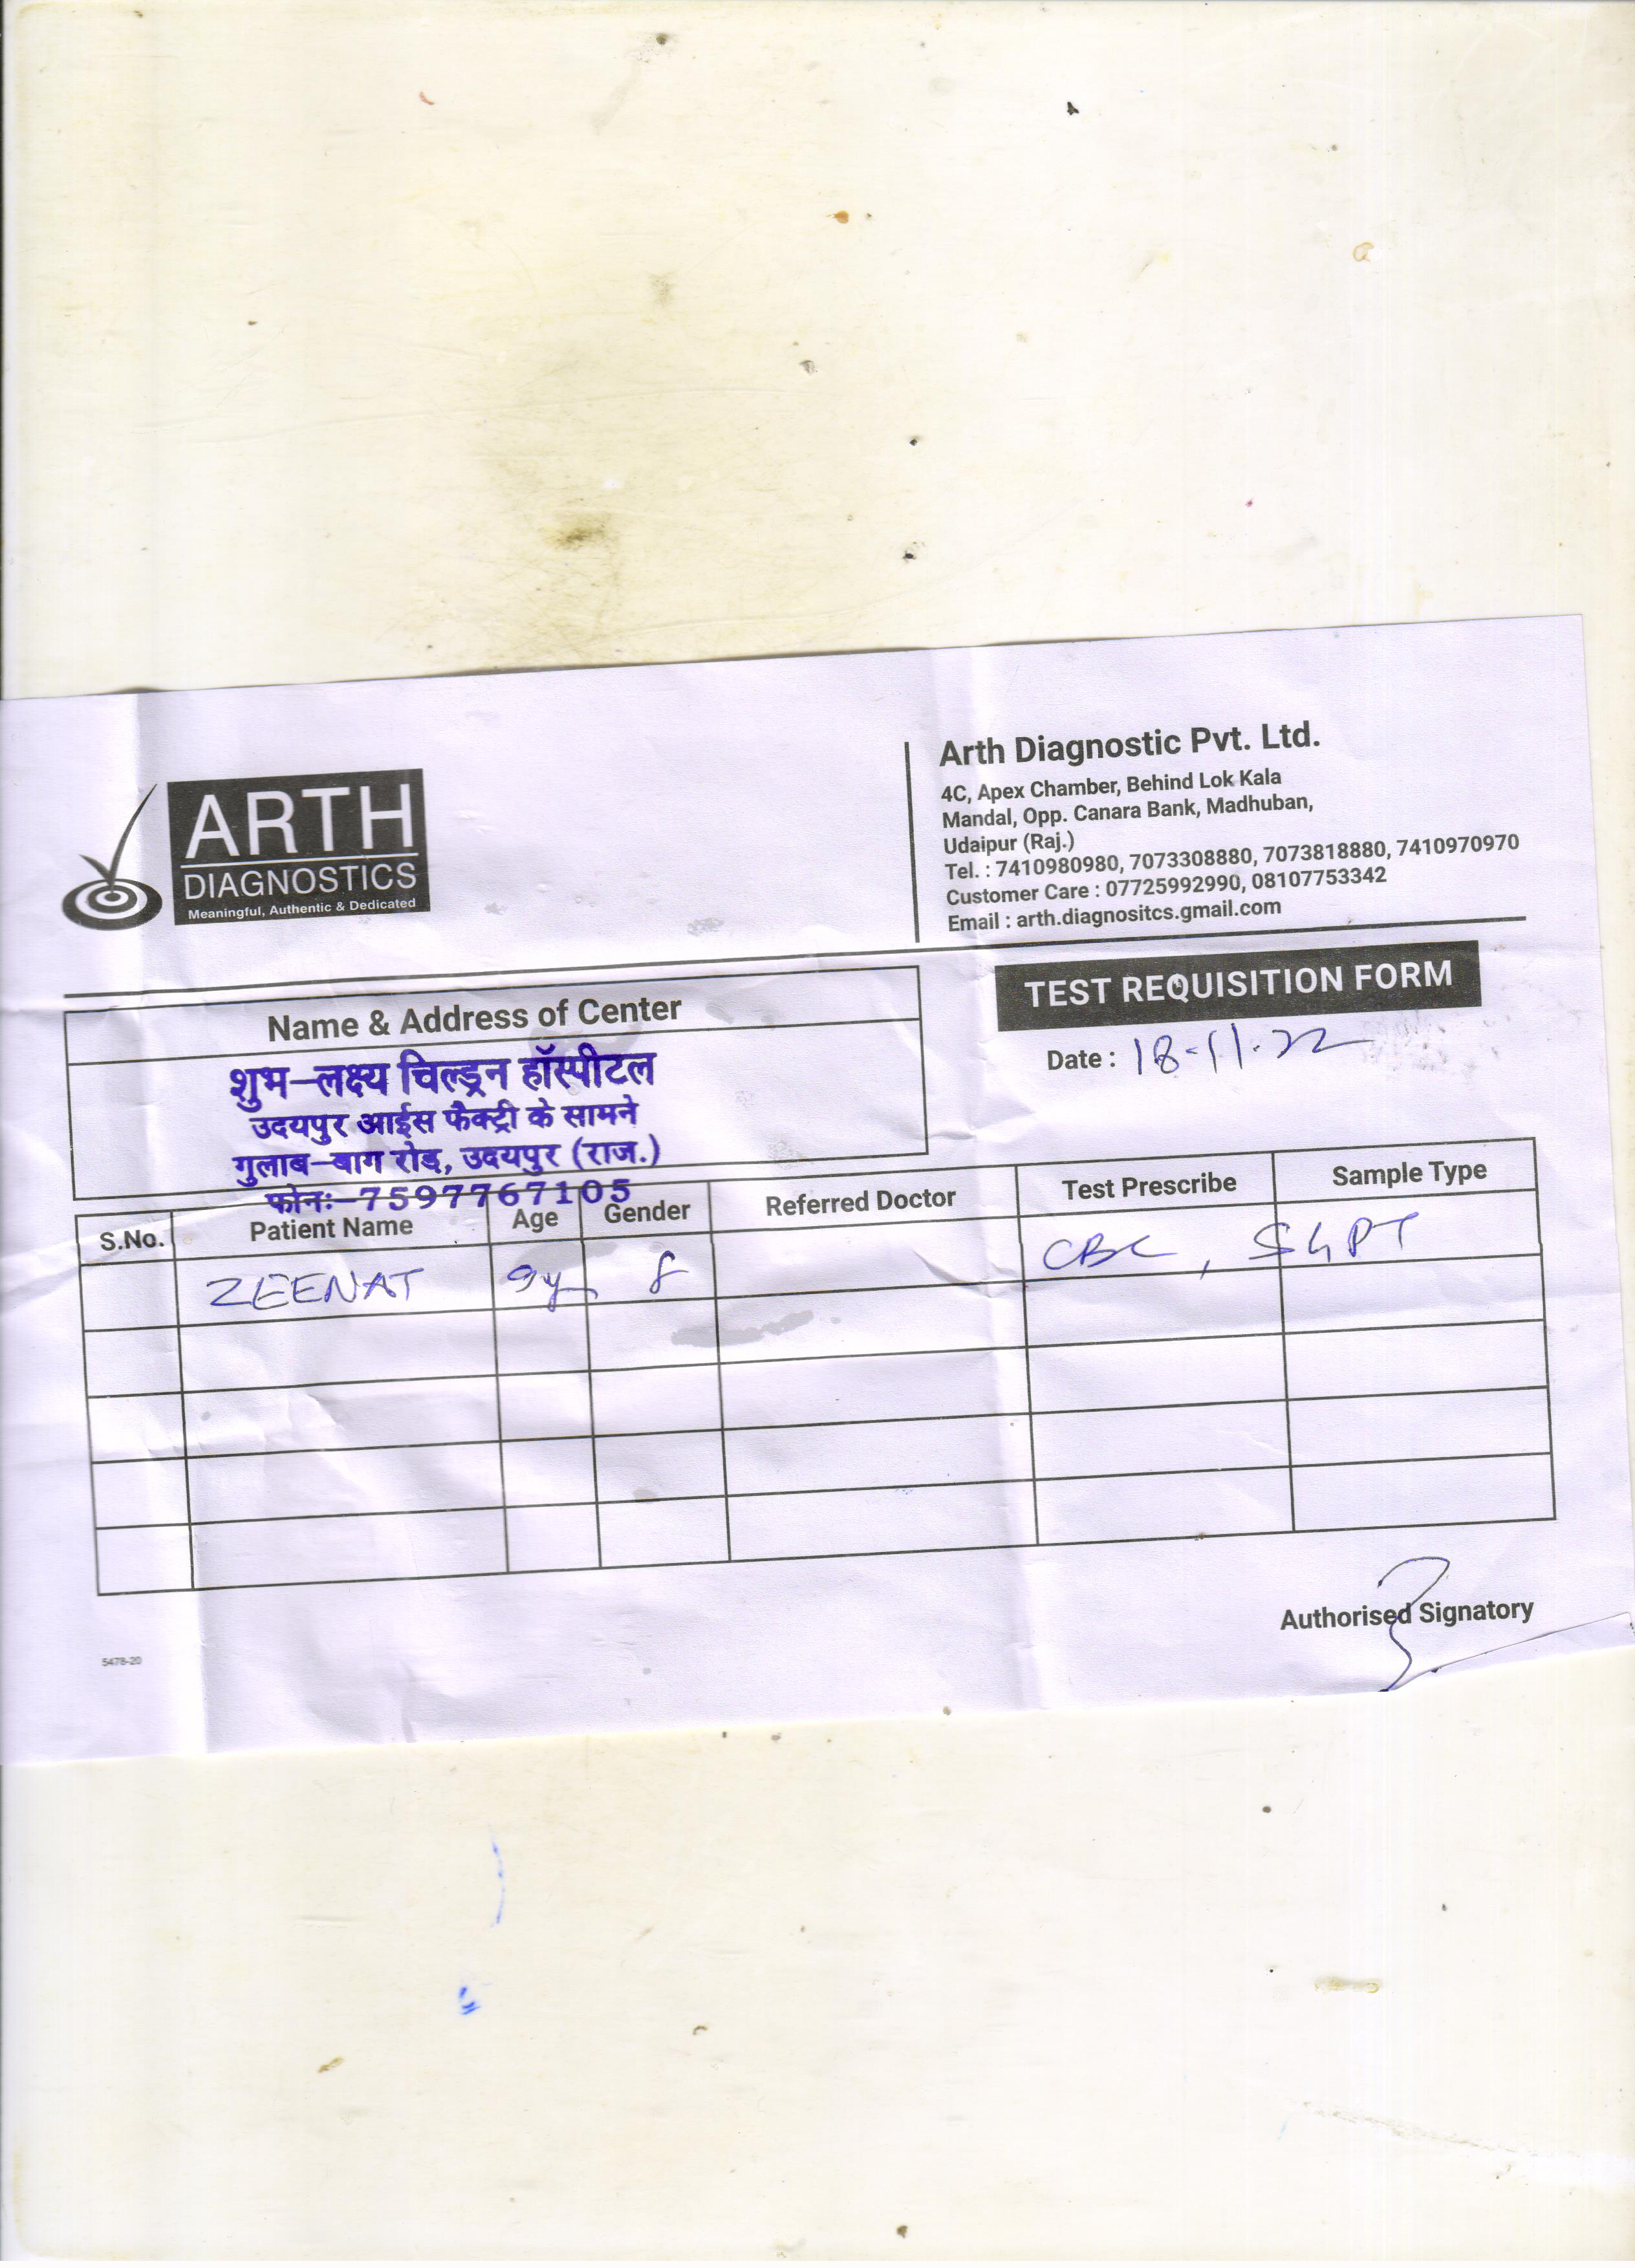 ARTH
DIAGNOSTICS
Meaningful, Authentic & Dedicated
Arth Diagnostic Pvt. Ltd.
4C, Apex Chamber, Behind Lok Kala
Mandal, Opp. Canara Bank, Madhuban,
Udaipur (Raj.)
Tel. : 7410980980, 7073308880, 7073818880, 7410970970
Customer Care : 07725992990, 08107753342
Email : arth.diagnositcs.gmail.com
TEST REQUISITION FORM
Date : 18-11-22
Name & Address of Center
शुभ-लक्ष्य चिल्ड्रन हॉस्पीटल
उदयपुर आईस फैक्ट्री के सामने
गुलाब-बाग रोड, उदयपुर (राज.)
फोनः-7597767105
S.No. Patient Name Age Gender Referred Doctor Test Prescribe Sample Type
ZEENAT 9y f CBC, SGPT
Authorised Signatory
5478-20